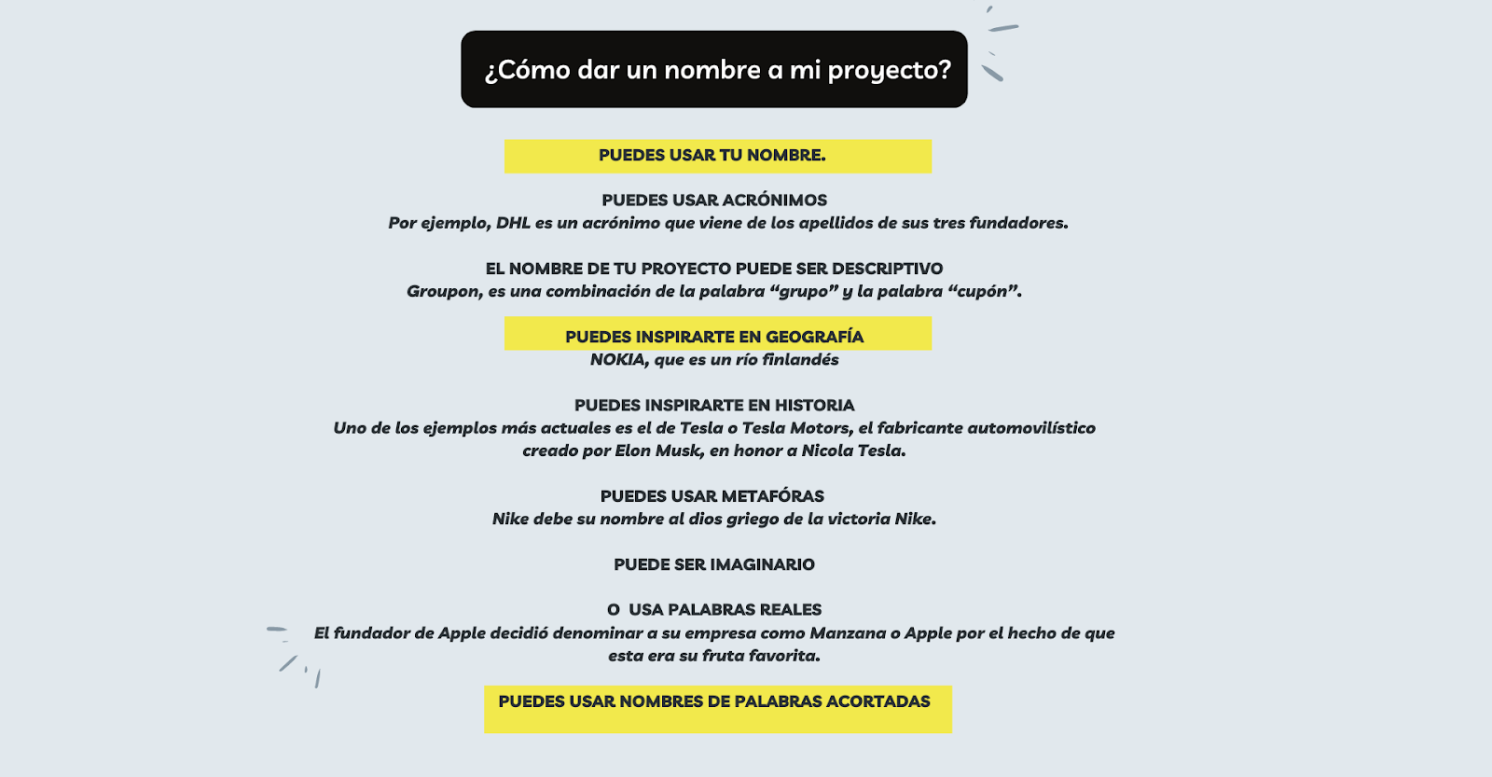 ¿Cómo dar un nombre a mi proyecto?
PUEDES USAR TU NOMBRE.
PUEDES USAR ACRÓNIMOS
Por ejemplo, DHL es un acrónimo que viene de los apellidos de sus tres fundadores.
EL NOMBRE DE TU PROYECTO PUEDE SER DESCRIPTIVO
Groupon, es una combinación de la palabra “grupo” y la palabra “cupón”.
PUEDES INSPIRARTE EN GEOGRAFÍA
NOKIA, que es un río finlandés
PUEDES INSPIRARTE EN HISTORIA
Uno de los ejemplos más actuales es el de Tesla o Tesla Motors, el fabricante automovilístico
creado por Elon Musk, en honor a Nicola Tesla.
PUEDES USAR METAFÓRAS
Nike debe su nombre al dios griego de la victoria Nike.
PUEDE SER IMAGINARIO
O USA PALABRAS REALES
El fundador de Apple decidió denominar a su empresa como Manzana o Apple por el hecho de que
esta era su fruta favorita.
PUEDES USAR NOMBRES DE PALABRAS ACORTADAS